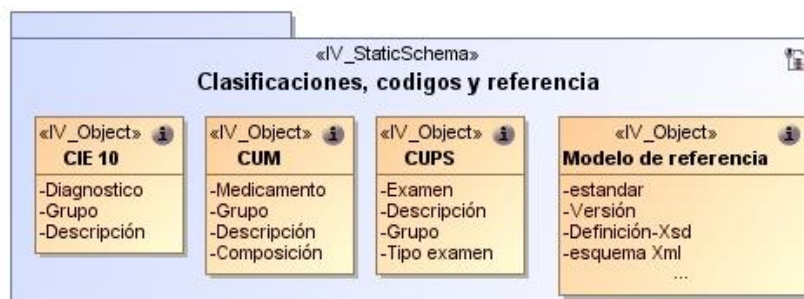 «IV_StaticSchema»
Clasificaciones, codigos y referencia
«IV_Object»
CIE 10
-Diagnostico
-Grupo
-Descripción
«IV_Object»
CUM
-Medicamento
-Grupo
-Descripción
-Composición
«IV_Object»
CUPS
-Examen
-Descripción
-Grupo
-Tipo examen
«IV_Object»
Modelo de referencia
-estandar
-Versión
-Definición-Xsd
-esquema Xml
...